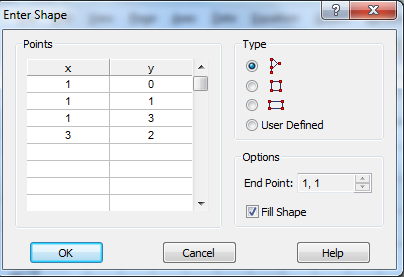 Enter Shape
Points
x y
1 0
1 1
1 3
3 2
Type
User Defined
Options
End Point: 1, 1
Fill Shape
OK Cancel Help